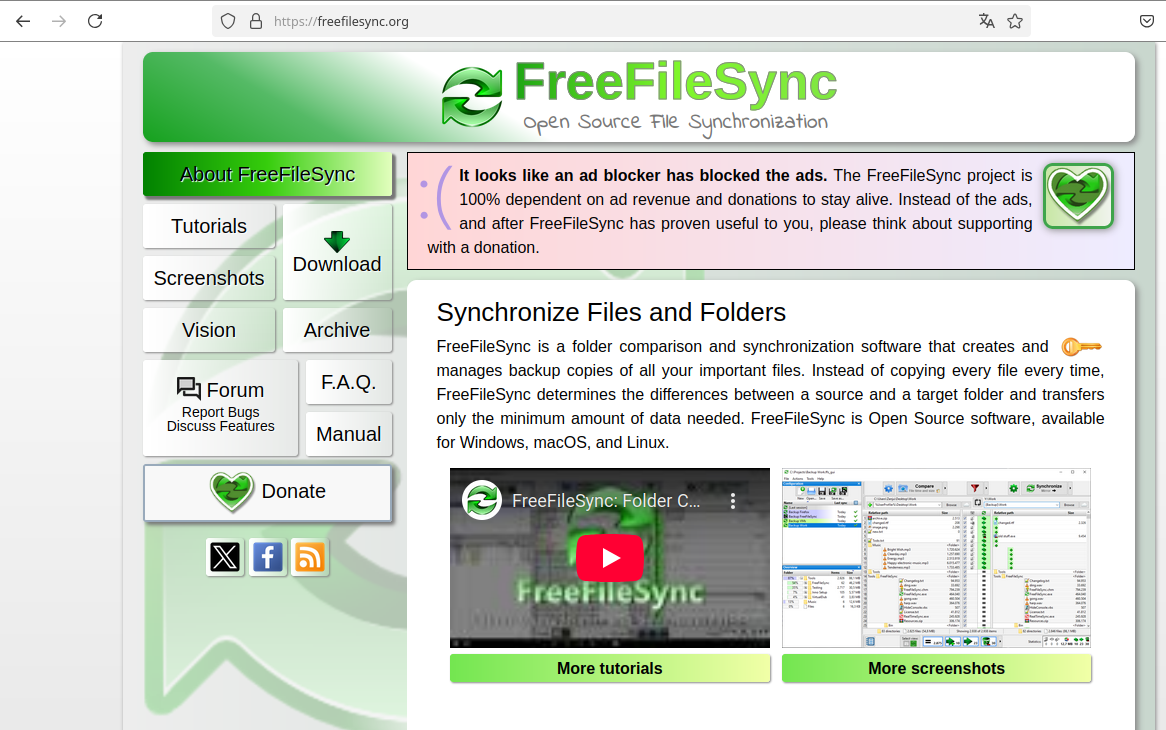 https://freefilesync.org
FreeFileSync
Open Source File Synchronization
About FreeFileSync
Tutorials
Download
Screenshots
Vision
Archive
Forum
Report Bugs
Discuss Features
F.A.Q.
Manual
Donate
:( It looks like an ad blocker has blocked the ads. The FreeFileSync project is
100% dependent on ad revenue and donations to stay alive. Instead of the ads,
and after FreeFileSync has proven useful to you, please think about supporting
with a donation.
Synchronize Files and Folders
FreeFileSync is a folder comparison and synchronization software that creates and
manages backup copies of all your important files. Instead of copying every file every time,
FreeFileSync determines the differences between a source and a target folder and transfers
only the minimum amount of data needed. FreeFileSync is Open Source software, available
for Windows, macOS, and Linux.
FreeFileSync: Folder C...
FreeFileSync
Compare
Synchronize
More tutorials
More screenshots